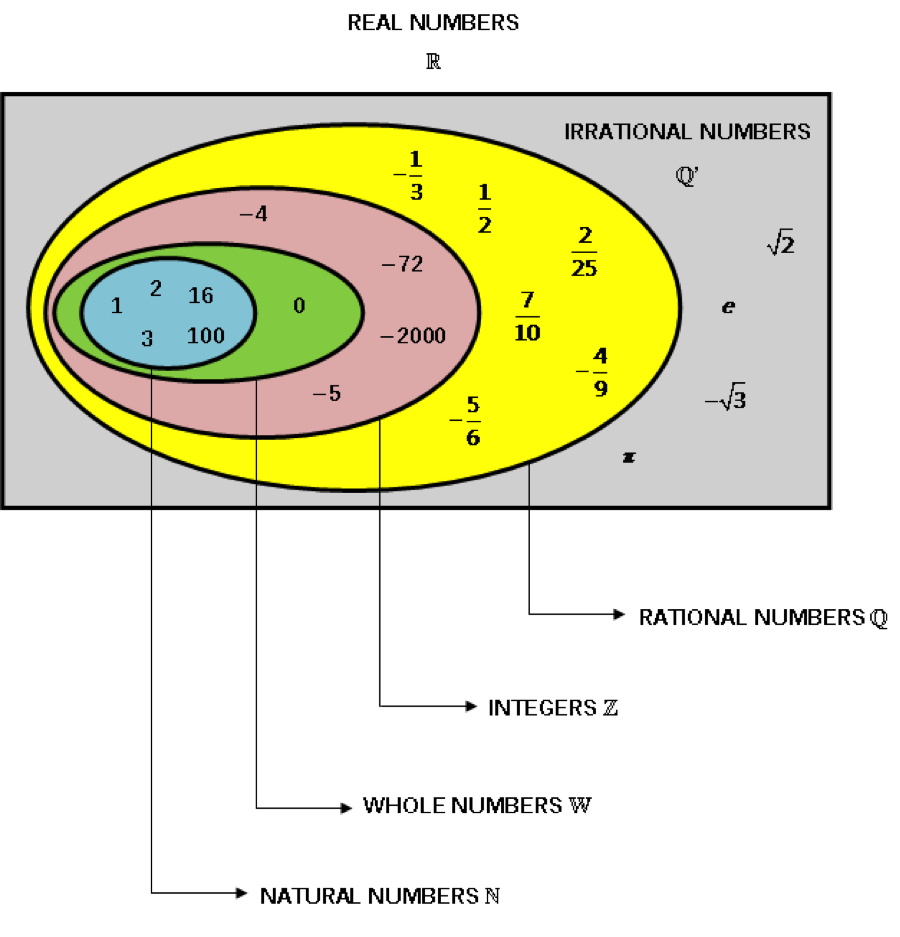 REAL NUMBERS
ℝ
IRRATIONAL NUMBERS
ℚ’
−1/3
1/2
−4
2/25
√2
−72
1 2 16
0
7/10
e
3 100
−2000
−4/9
−√3
−5
−5/6
π
RATIONAL NUMBERS ℚ
INTEGERS ℤ
WHOLE NUMBERS 𝕎
NATURAL NUMBERS ℕ